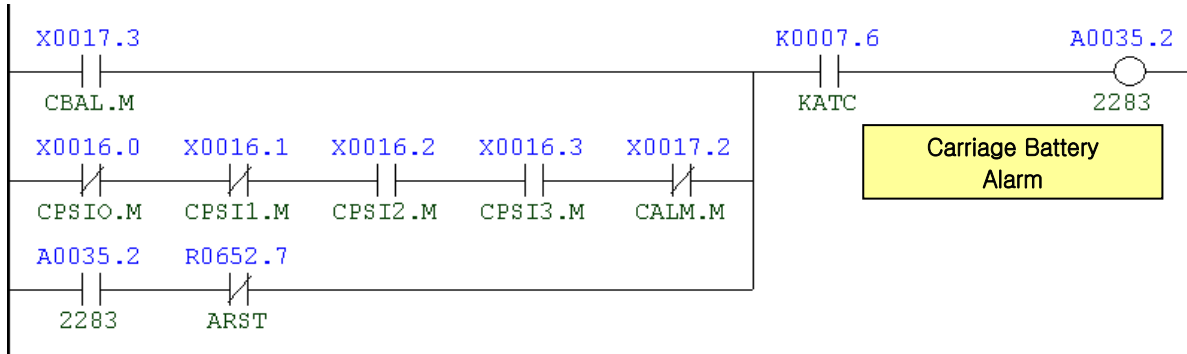 X0017.3 K0007.6 A0035.2
CBAL.M KATC 2283
X0016.0 X0016.1 X0016.2 X0016.3 X0017.2
CPSI0.M CPSI1.M CPSI2.M CPSI3.M CALM.M
Carriage Battery
Alarm
A0035.2 R0652.7
2283 ARST